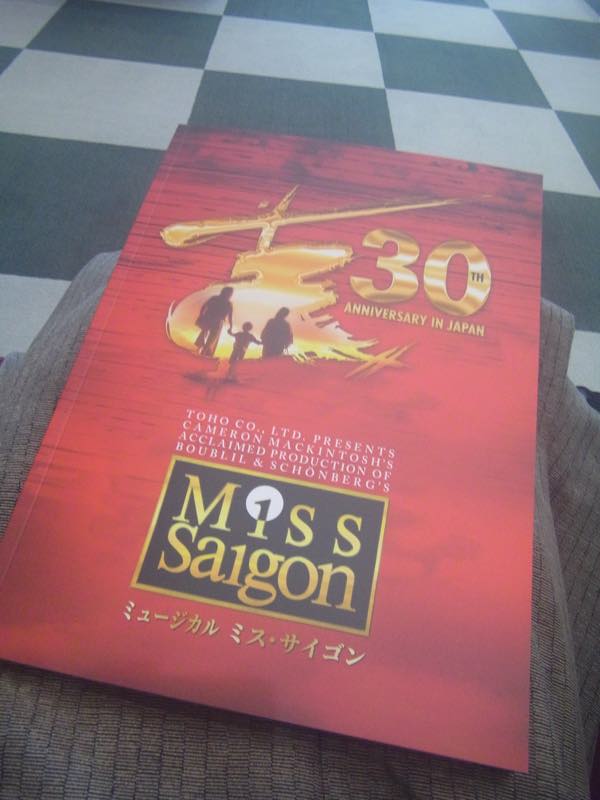 30TH
ANNIVERSARY IN JAPAN
TOHO CO., LTD. PRESENTS
CAMERON MACKINTOSH'S
ACCLAIMED PRODUCTION OF
BOUBLIL & SCHÖNBERG'S
MISS
Saigon
ミュージカル ミス・サイゴン